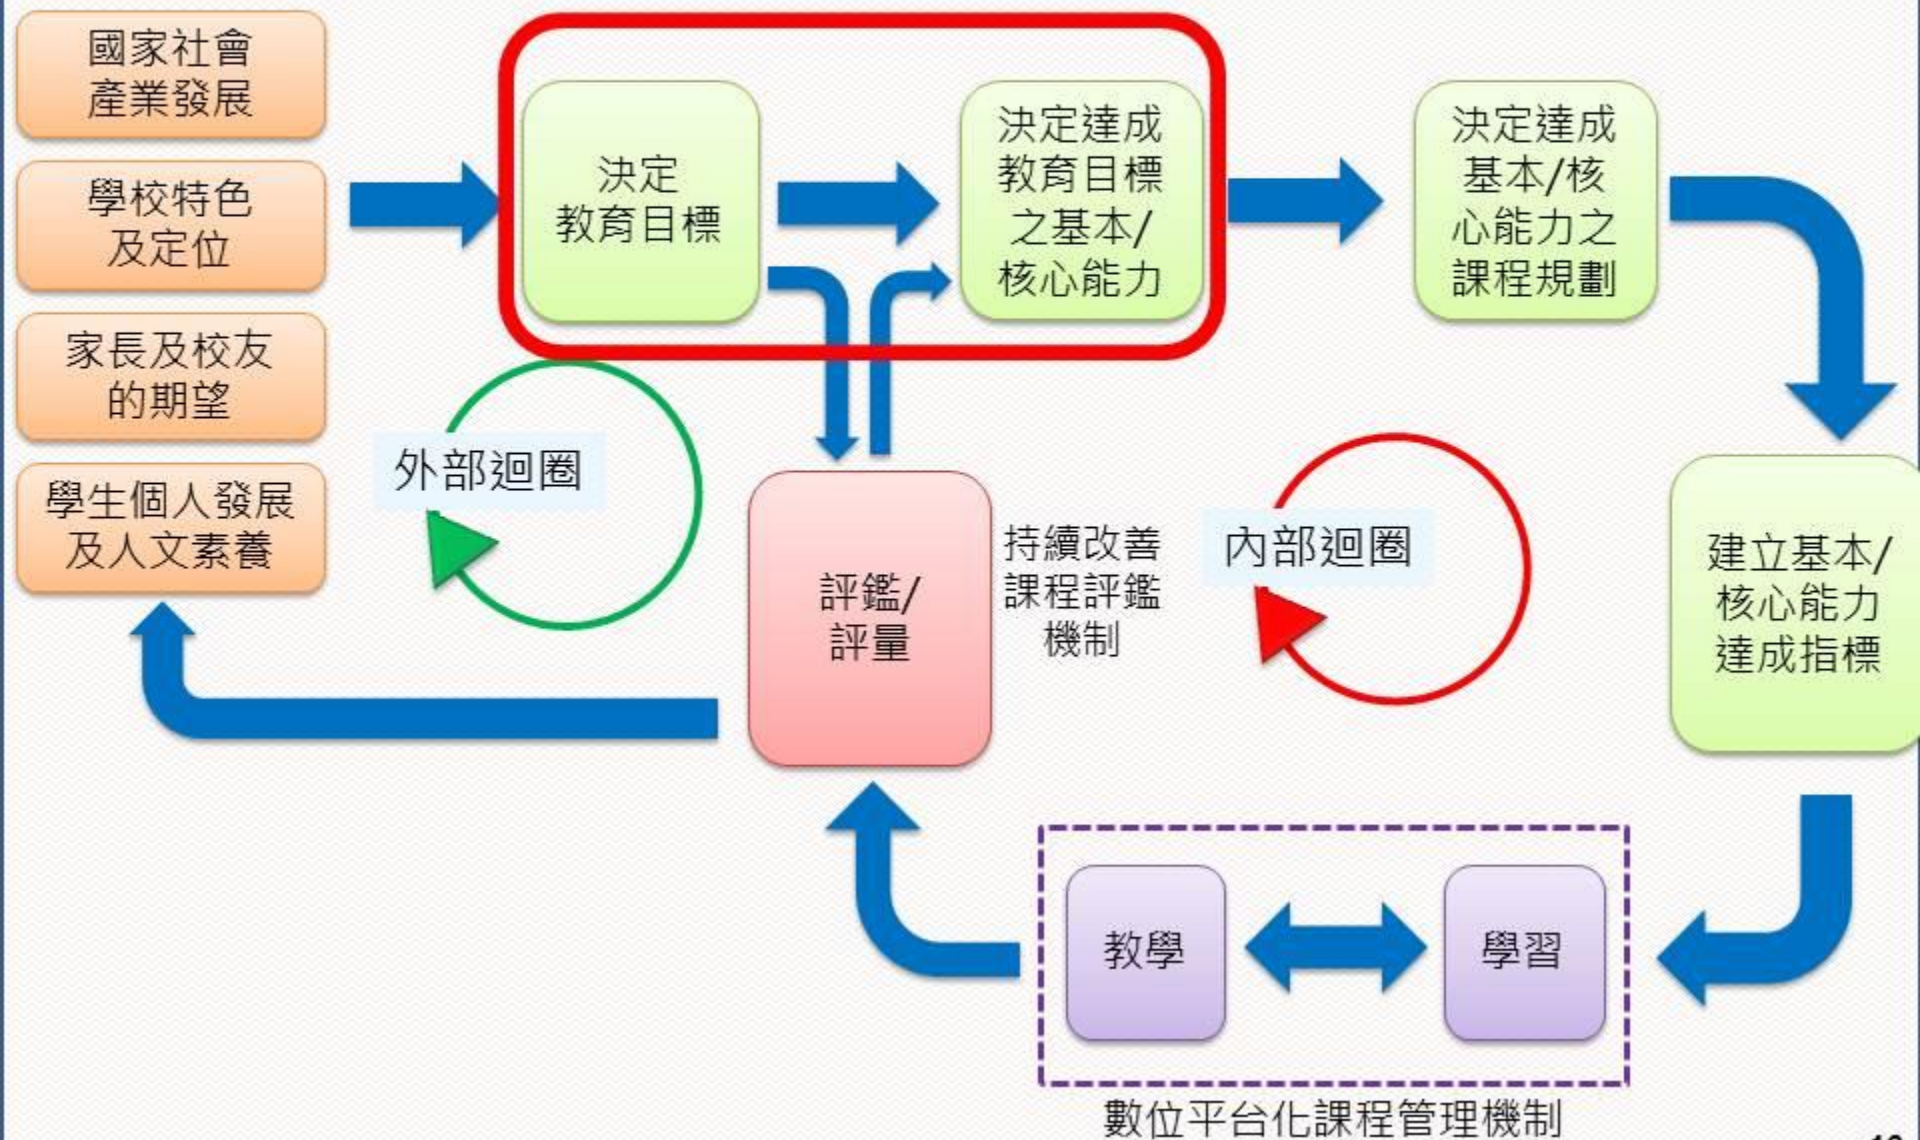 國家社會
產業發展
學校特色
及定位
家長及校友
的期望
學生個人發展
及人文素養
決定
教育目標
決定達成
教育目標
之基本/
核心能力
決定達成
基本/核
心能力之
課程規劃
外部迴圈
評鑑/
評量
持續改善
課程評鑑
機制
內部迴圈
建立基本/
核心能力
達成指標
教學
學習
數位平台化課程管理機制